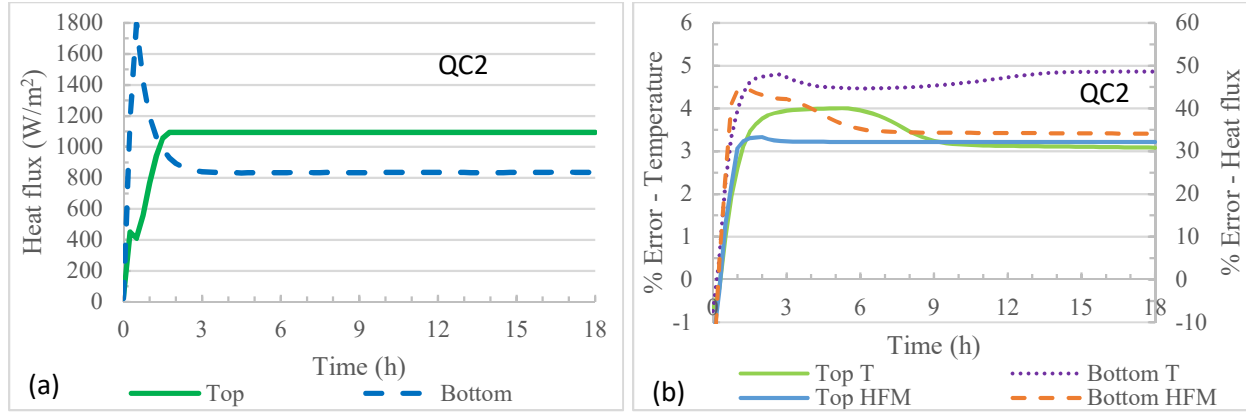 1800
1600
1400
1200
1000
800
600
400
200
0
Heat flux (W/m²)
QC2
0 3 6 9 12 15 18
Time (h)
(a)
Top Bottom
6
5
4
3
2
1
0
-1
% Error - Temperature
QC2
60
50
40
30
20
10
0
-10
% Error - Heat flux
0 3 6 9 12 15 18
Time (h)
(b)
Top T Bottom T
Top HFM Bottom HFM